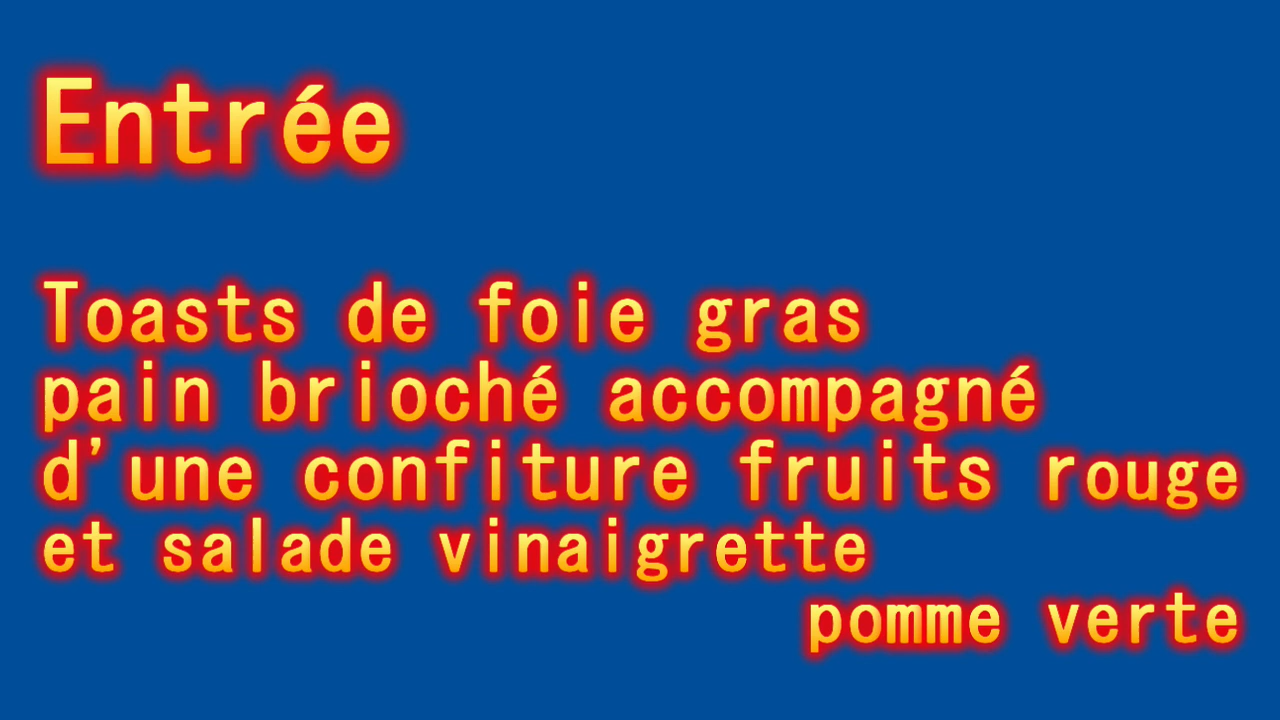 Entrée
Toasts de foie gras
pain brioché accompagné
d'une confiture fruits rouge
et salade vinaigrette
pomme verte